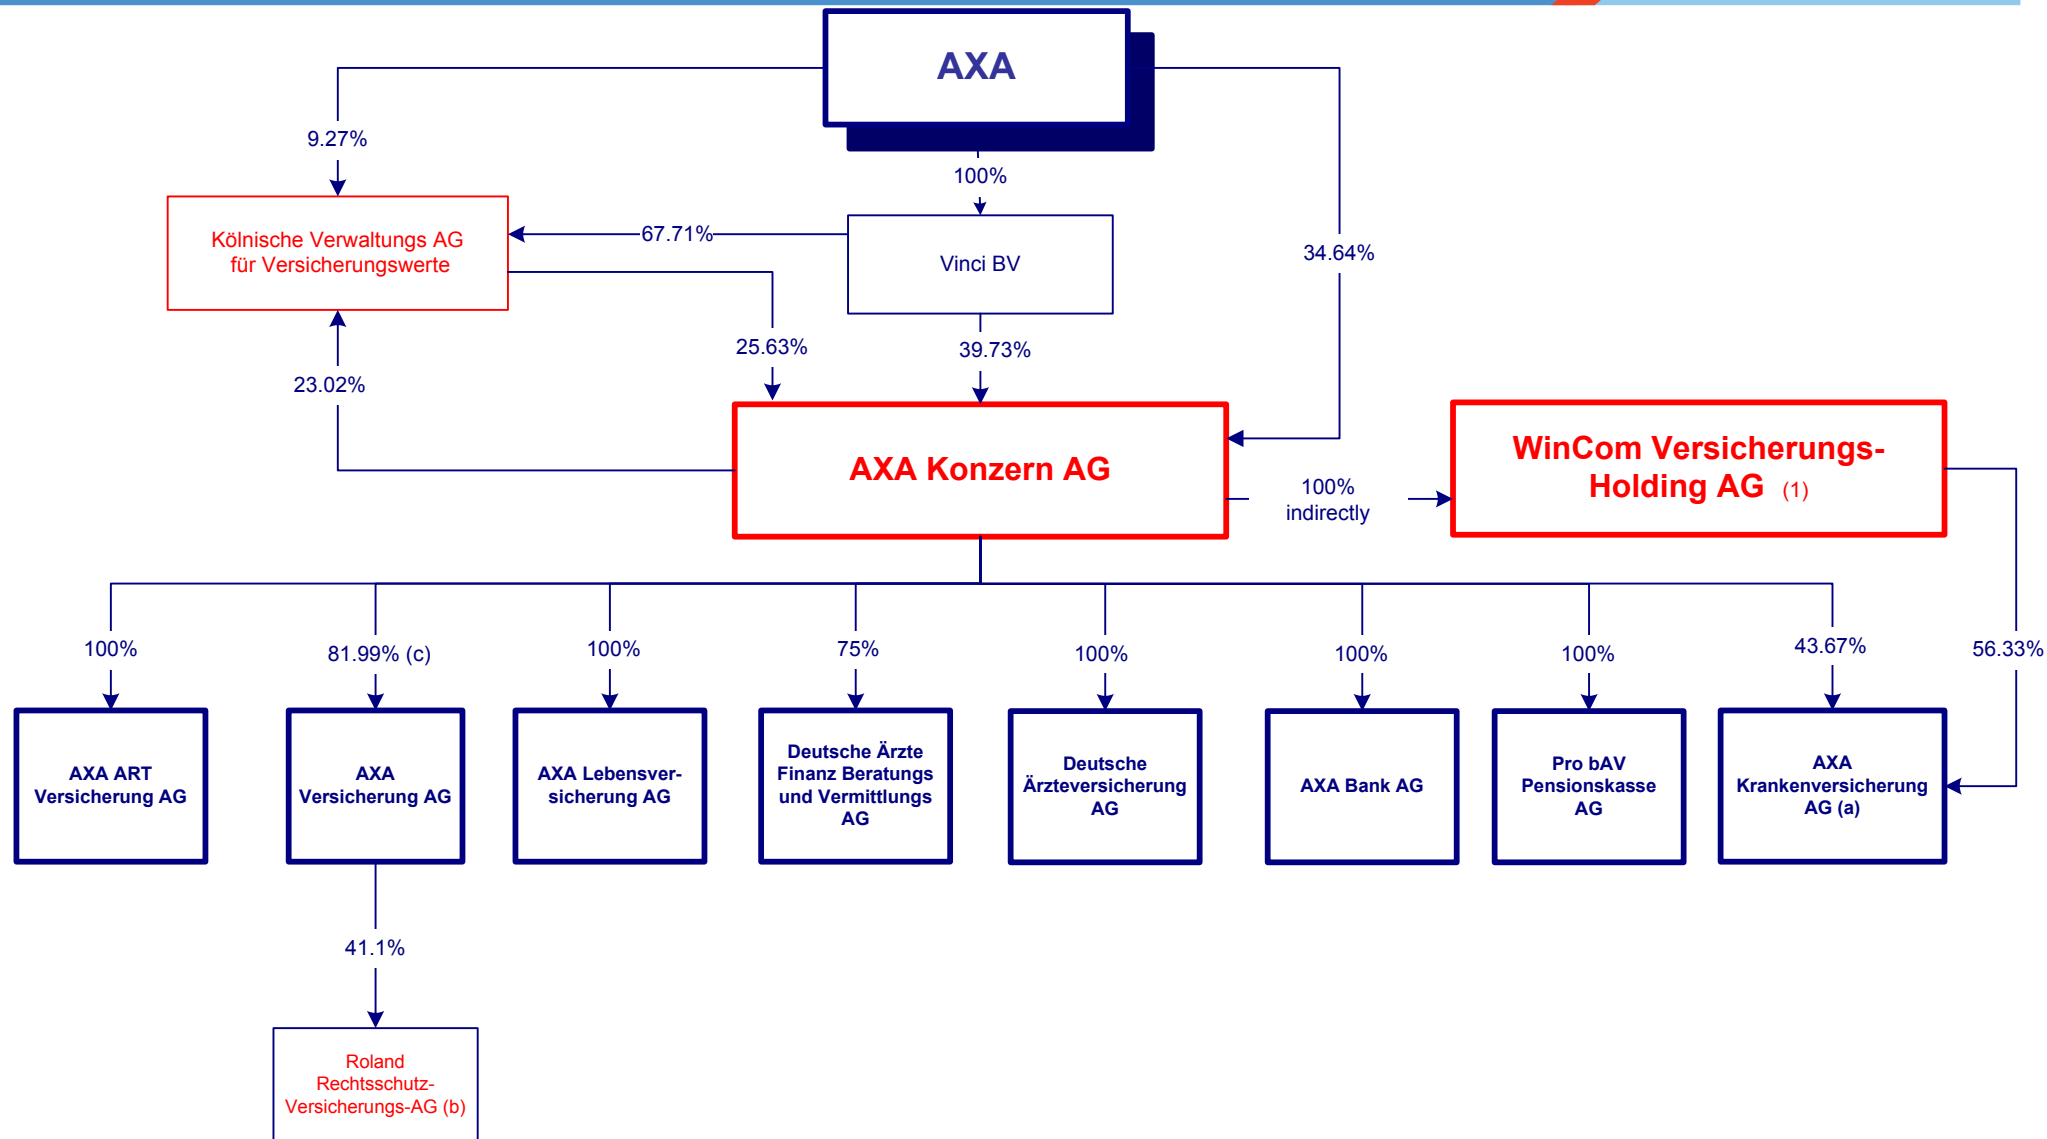 AXA
9.27%
100%
Kölnische Verwaltungs AG
für Versicherungswerte
67.71%
Vinci BV
34.64%
25.63%
39.73%
23.02%
AXA Konzern AG
100%
indirectly
WinCom Versicherungs-
Holding AG (1)
100%
81.99% (c)
100%
75%
100%
100%
100%
43.67%
56.33%
AXA ART
Versicherung AG
AXA
Versicherung AG
AXA Lebensver-
sicherung AG
Deutsche Ärzte
Finanz Beratungs
und Vermittlungs
AG
Deutsche
Ärzteversicherung
AG
AXA Bank AG
Pro bAV
Pensionskasse
AG
AXA
Krankenversicherung
AG (a)
41.1%
Roland
Rechtsschutz-
Versicherungs-AG (b)